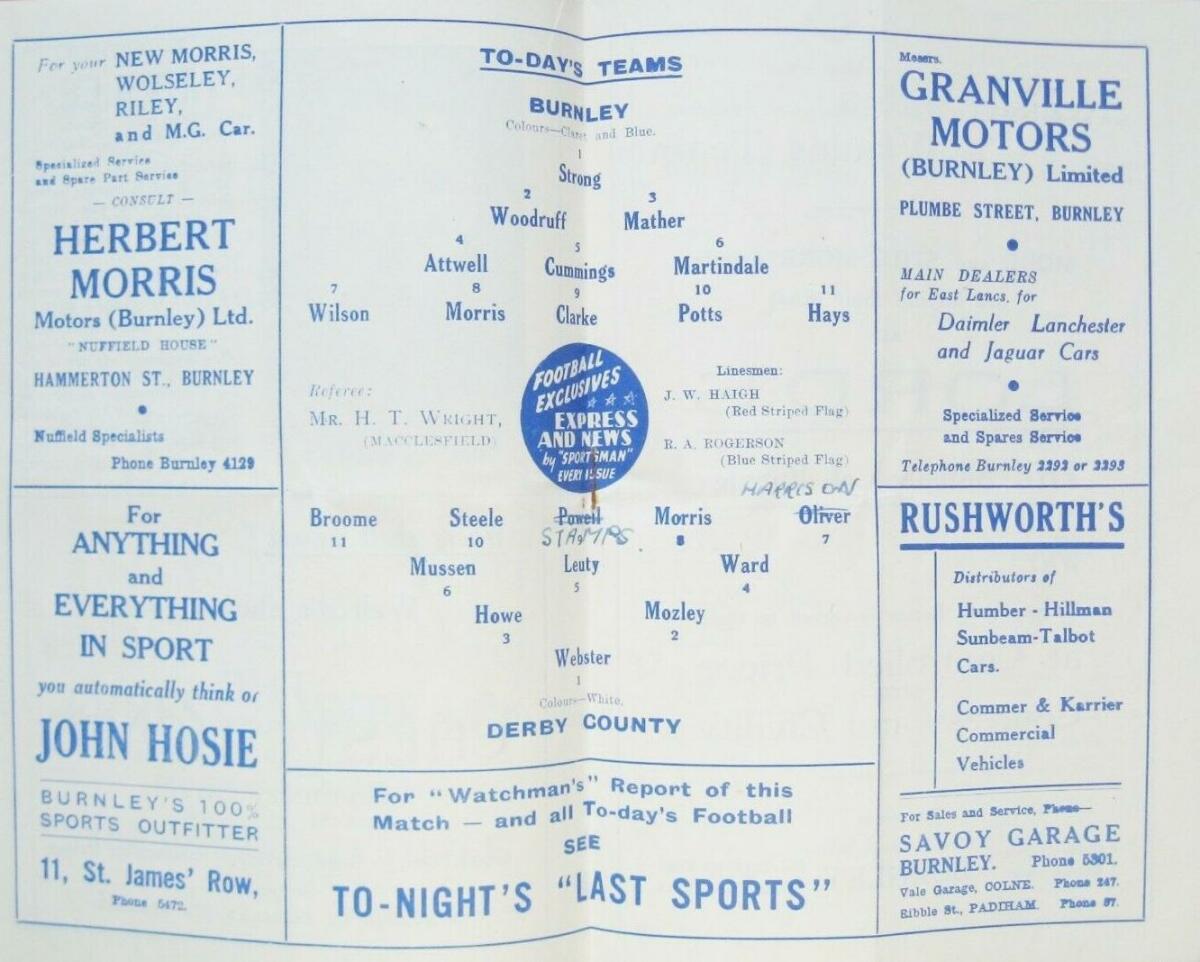 For your NEW MORRIS,
WOLSELEY,
RILEY,
and M.G. Car.
Specialized Service
and Spare Part Service
— CONSULT —
HERBERT
MORRIS
Motors (Burnley) Ltd.
"NUFFIELD HOUSE"
HAMMERTON ST., BURNLEY
Nuffield Specialists
Phone Burnley 4129
For
ANYTHING
and
EVERYTHING
IN SPORT
you automatically think of
JOHN HOSIE
BURNLEY'S 100%
SPORTS OUTFITTER
11, St. James' Row,
Phone 5472.
TO-DAY'S TEAMS
BURNLEY
Colours—Claret and Blue.
1
Strong
2 3
Woodruff Mather
4 5 6
Attwell Cummings Martindale
7 8 9 10 11
Wilson Morris Clarke Potts Hays
Referee:
MR. H. T. WRIGHT,
(MACCLESFIELD)
FOOTBALL
EXCLUSIVES
EXPRESS
AND NEWS
by "SPORTSMAN"
EVERY ISSUE
Linesmen:
J. W. HAIGH
(Red Striped Flag)
R. A. ROGERSON
(Blue Striped Flag)
HARRISON
Broome Steele Powell Morris Oliver
STAMPS
11 10 9 8 7
Mussen Leuty Ward
6 5 4
Howe Mozley
3 2
Webster
1
Colours—White.
DERBY COUNTY
For "Watchman's" Report of this
Match — and all To-day's Football
SEE
TO-NIGHT'S "LAST SPORTS"
Messrs.
GRANVILLE
MOTORS
(BURNLEY) Limited
PLUMBE STREET, BURNLEY
MAIN DEALERS
for East Lancs. for
Daimler Lanchester
and Jaguar Cars
Specialized Service
and Spares Service
Telephone Burnley 2292 or 2293
RUSHWORTH'S
Distributors of
Humber - Hillman
Sunbeam-Talbot
Cars.
Commer & Karrier
Commercial
Vehicles
For Sales and Service, Phone—
SAVOY GARAGE
BURNLEY. Phone 5301.
Vale Garage, COLNE. Phone 247.
Ribble St., PADIHAM. Phone 87.